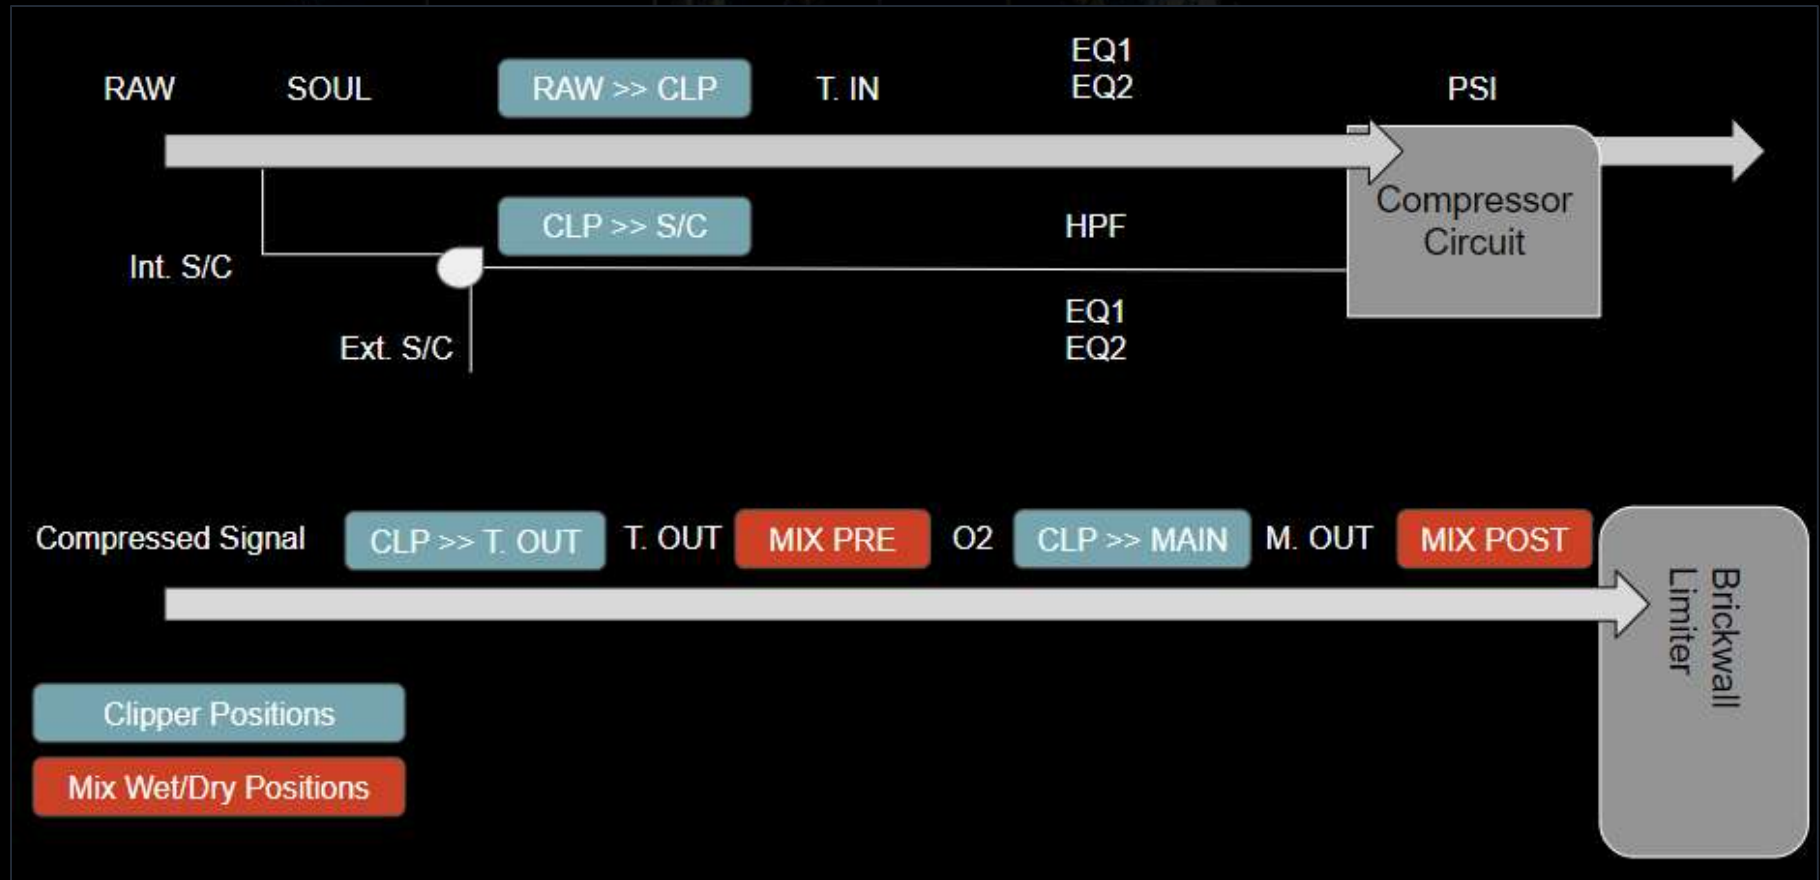 EQ1
RAW SOUL RAW >> CLP T. IN EQ2 PSI
Compressor
CLP >> S/C HPF Circuit
Int. S/C
EQ1
Ext. S/C EQ2
Compressed Signal CLP >> T. OUT T. OUT MIX PRE O2 CLP >> MAIN M. OUT MIX POST
Brickwall
Limiter
Clipper Positions
Mix Wet/Dry Positions